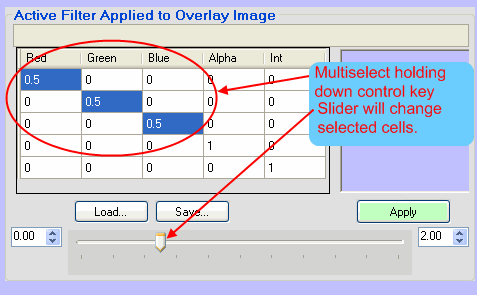 Active Filter Applied to Overlay Image
Red Green Blue Alpha Int
0.5 0 0 0 0
0 0.5 0 0 0
0 0 0.5 0 0
0 0 0 1 0
0 0 0 0 1
Multiselect holding
down control key
Slider will change
selected cells.
Load... Save... Apply
0.00 2.00